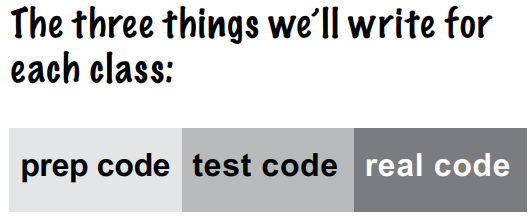 The three things we'll write for
each class:
prep code test code real code